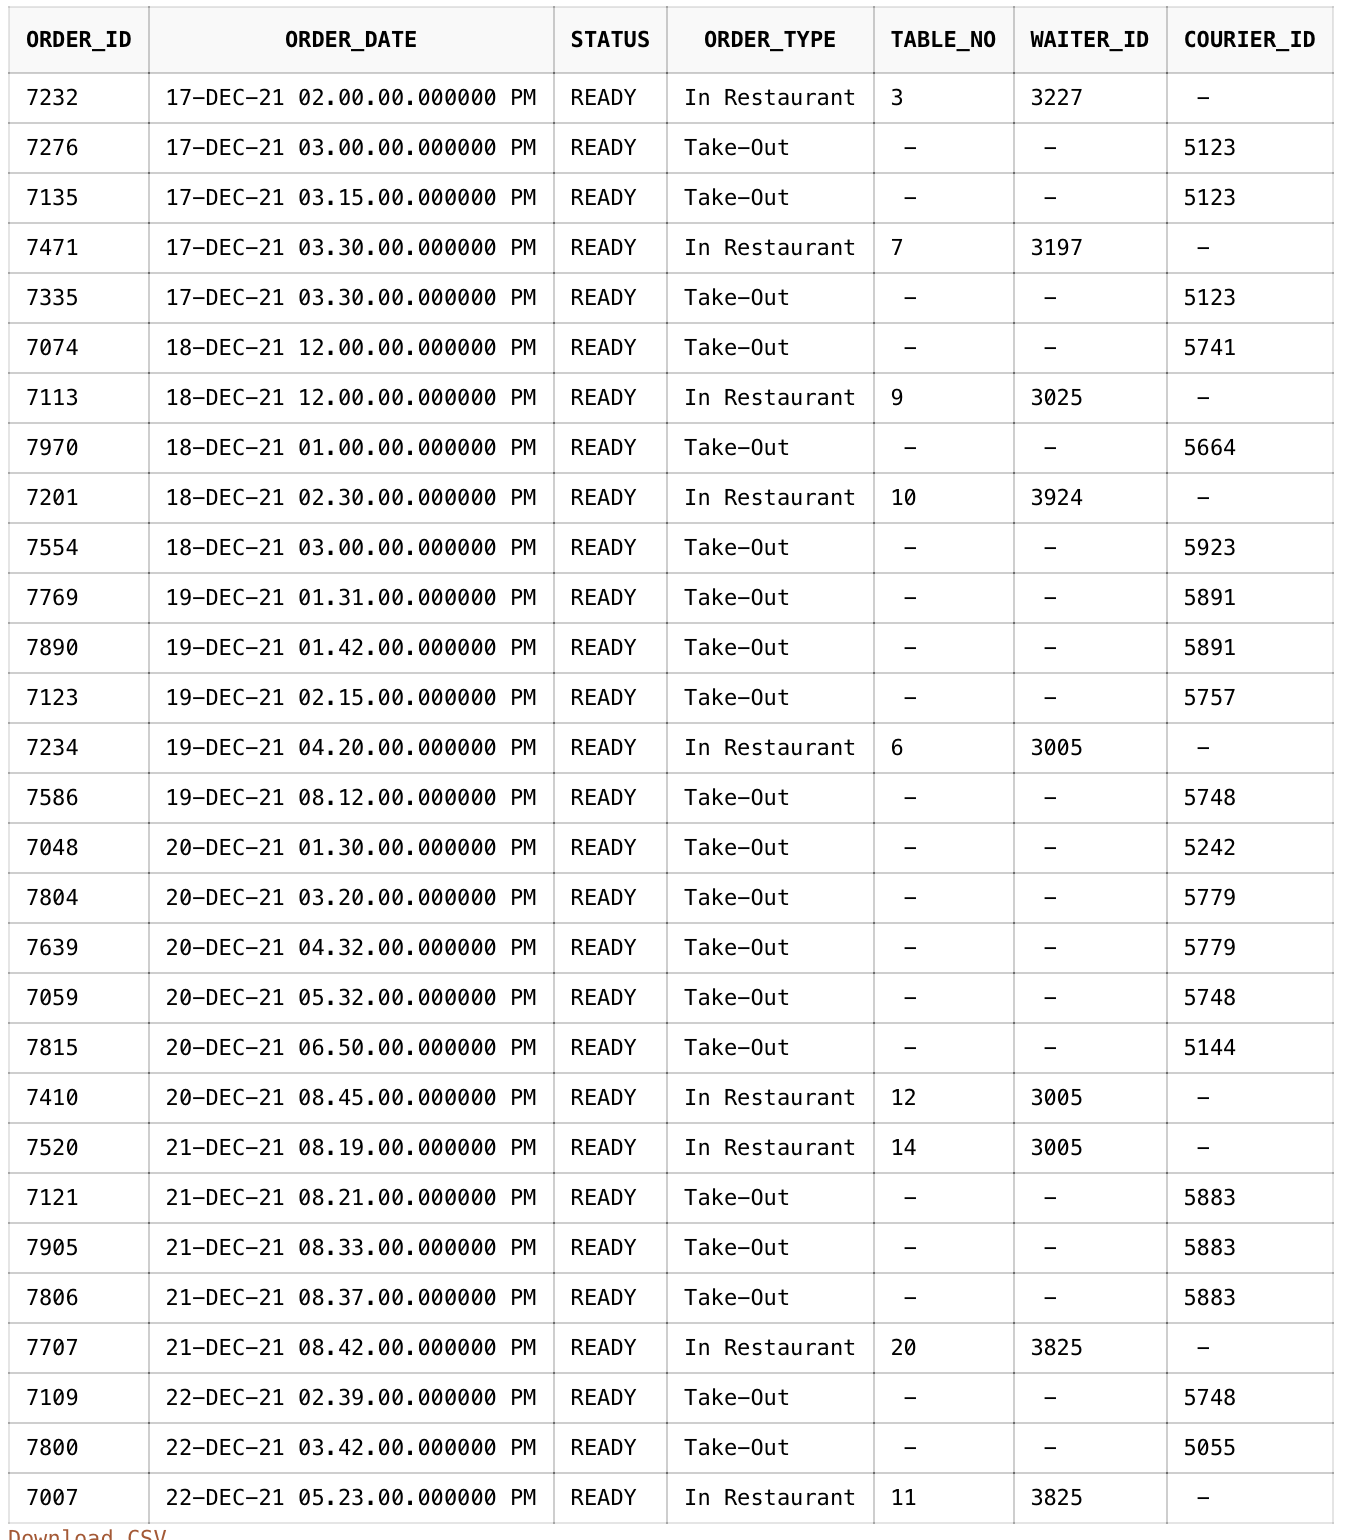 ORDER_ID ORDER_DATE STATUS ORDER_TYPE TABLE_NO WAITER_ID COURIER_ID
7232 17-DEC-21 02.00.00.000000 PM READY In Restaurant 3 3227 -
7276 17-DEC-21 03.00.00.000000 PM READY Take-Out - - 5123
7135 17-DEC-21 03.15.00.000000 PM READY Take-Out - - 5123
7471 17-DEC-21 03.30.00.000000 PM READY In Restaurant 7 3197 -
7335 17-DEC-21 03.30.00.000000 PM READY Take-Out - - 5123
7074 18-DEC-21 12.00.00.000000 PM READY Take-Out - - 5741
7113 18-DEC-21 12.00.00.000000 PM READY In Restaurant 9 3025 -
7970 18-DEC-21 01.00.00.000000 PM READY Take-Out - - 5664
7201 18-DEC-21 02.30.00.000000 PM READY In Restaurant 10 3924 -
7554 18-DEC-21 03.00.00.000000 PM READY Take-Out - - 5923
7769 19-DEC-21 01.31.00.000000 PM READY Take-Out - - 5891
7890 19-DEC-21 01.42.00.000000 PM READY Take-Out - - 5891
7123 19-DEC-21 02.15.00.000000 PM READY Take-Out - - 5757
7234 19-DEC-21 04.20.00.000000 PM READY In Restaurant 6 3005 -
7586 19-DEC-21 08.12.00.000000 PM READY Take-Out - - 5748
7048 20-DEC-21 01.30.00.000000 PM READY Take-Out - - 5242
7804 20-DEC-21 03.20.00.000000 PM READY Take-Out - - 5779
7639 20-DEC-21 04.32.00.000000 PM READY Take-Out - - 5779
7059 20-DEC-21 05.32.00.000000 PM READY Take-Out - - 5748
7815 20-DEC-21 06.50.00.000000 PM READY Take-Out - - 5144
7410 20-DEC-21 08.45.00.000000 PM READY In Restaurant 12 3005 -
7520 21-DEC-21 08.19.00.000000 PM READY In Restaurant 14 3005 -
7121 21-DEC-21 08.21.00.000000 PM READY Take-Out - - 5883
7905 21-DEC-21 08.33.00.000000 PM READY Take-Out - - 5883
7806 21-DEC-21 08.37.00.000000 PM READY Take-Out - - 5883
7707 21-DEC-21 08.42.00.000000 PM READY In Restaurant 20 3825 -
7109 22-DEC-21 02.39.00.000000 PM READY Take-Out - - 5748
7800 22-DEC-21 03.42.00.000000 PM READY Take-Out - - 5055
7007 22-DEC-21 05.23.00.000000 PM READY In Restaurant 11 3825 -
Download CSV